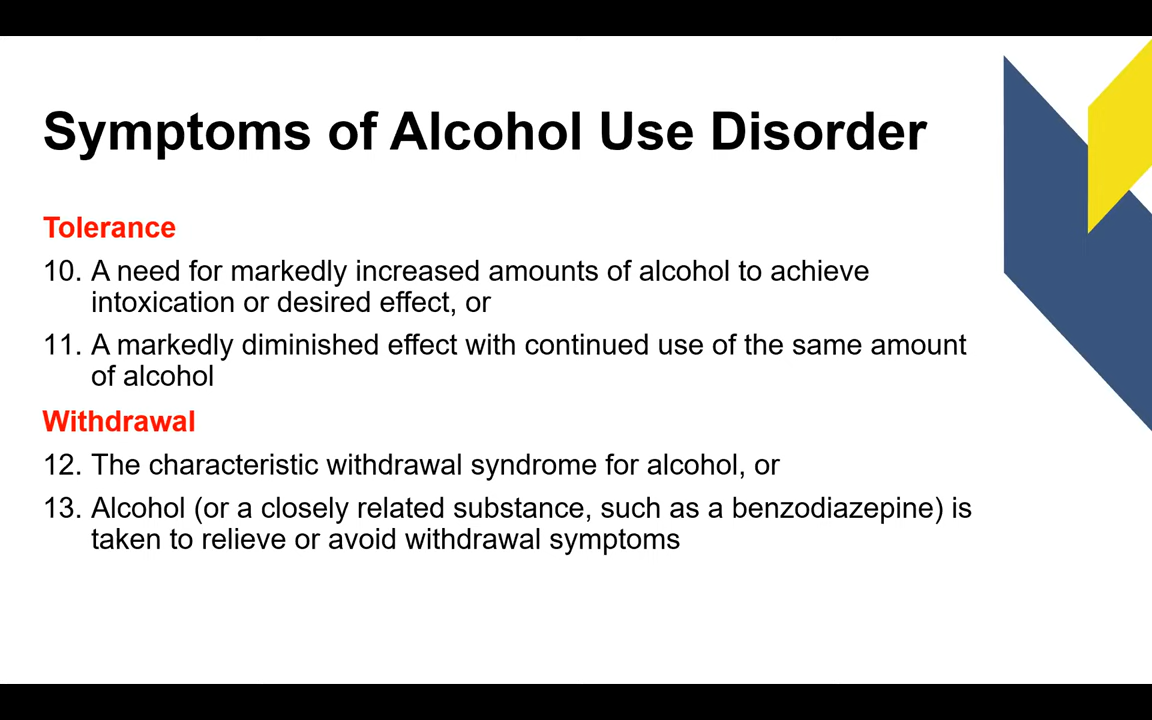 Symptoms of Alcohol Use Disorder
Tolerance
10. A need for markedly increased amounts of alcohol to achieve
intoxication or desired effect, or
11. A markedly diminished effect with continued use of the same amount
of alcohol
Withdrawal
12. The characteristic withdrawal syndrome for alcohol, or
13. Alcohol (or a closely related substance, such as a benzodiazepine) is
taken to relieve or avoid withdrawal symptoms